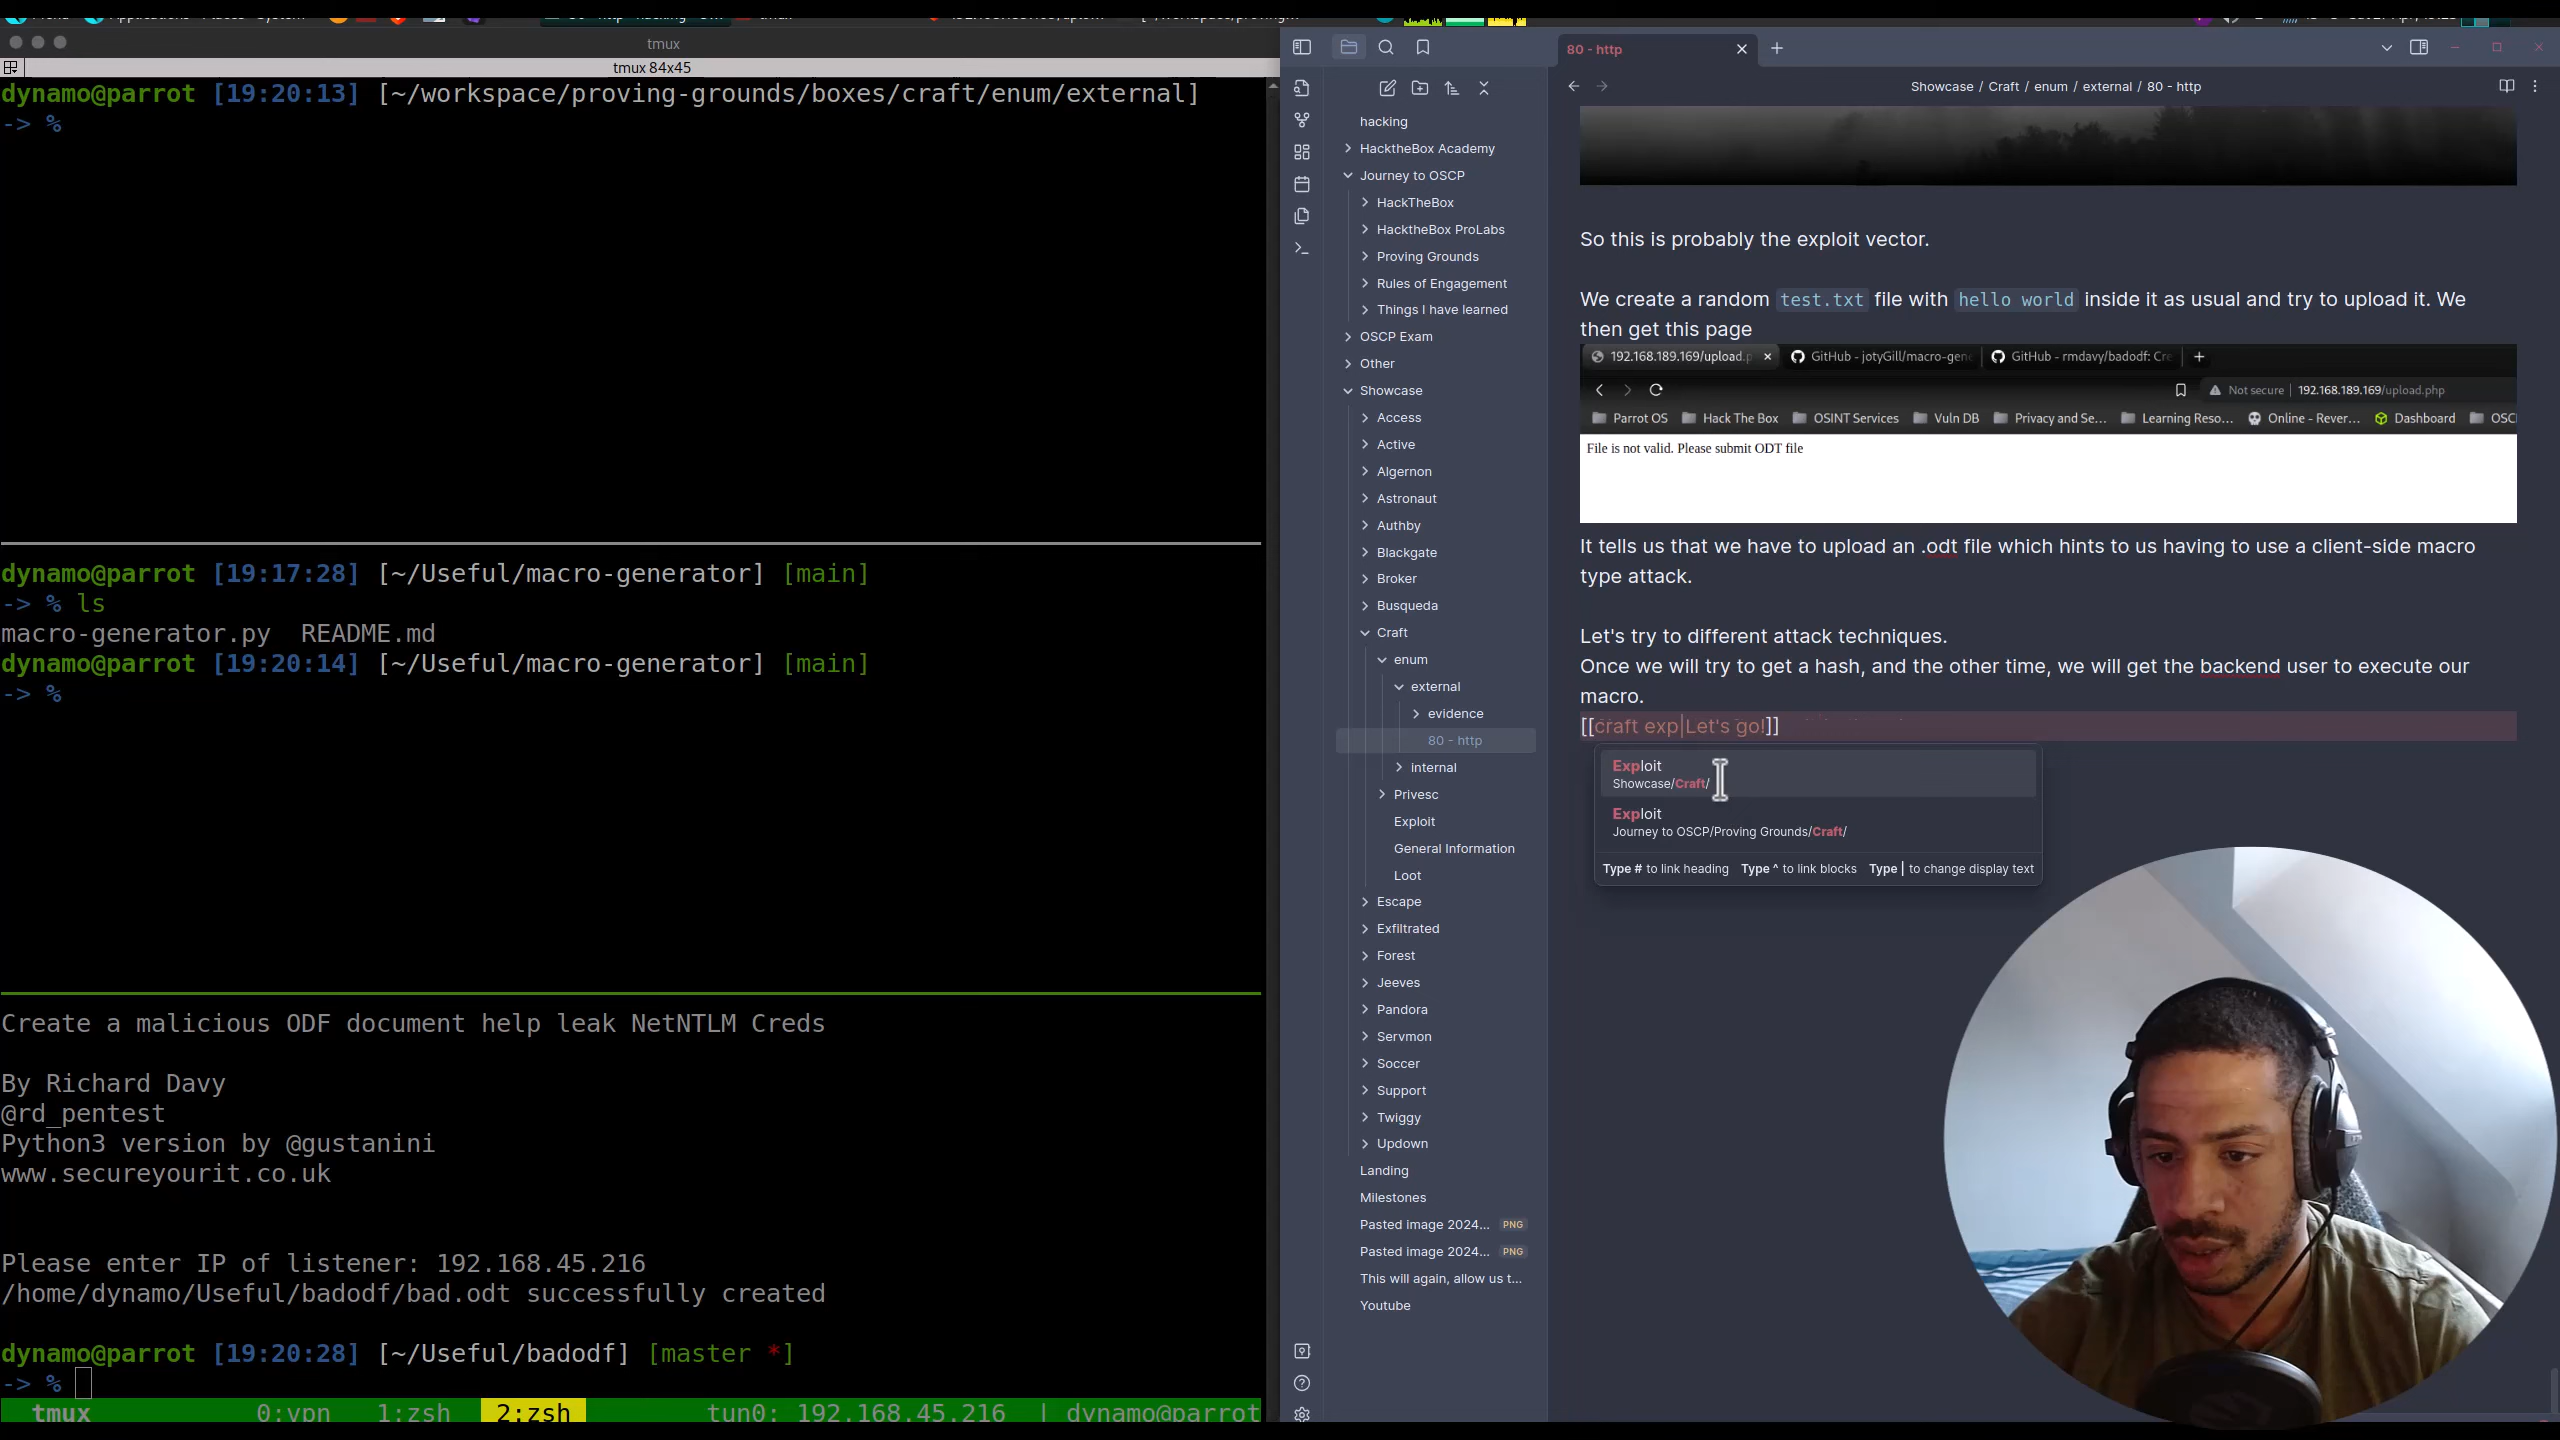 tmux
tmux 84x45
dynamo@parrot [19:20:13] [~/workspace/proving-grounds/boxes/craft/enum/external]
-> %
dynamo@parrot [19:17:28] [~/Useful/macro-generator] [main]
-> % ls
macro-generator.py README.md
dynamo@parrot [19:20:14] [~/Useful/macro-generator] [main]
-> %
Create a malicious ODF document help leak NetNTLM Creds
By Richard Davy
@rd_pentest
Python3 version by @gustanini
www.secureyourit.co.uk
Please enter IP of listener: 192.168.45.216
/home/dynamo/Useful/badodf/bad.odt successfully created
dynamo@parrot [19:20:28] [~/Useful/badodf] [master *]
-> %
tmux 0:vpn 1:zsh 2:zsh tun0: 192.168.45.216 | dynamo@parrot
hacking
HacktheBox Academy
Journey to OSCP
HackTheBox
HacktheBox ProLabs
Proving Grounds
Rules of Engagement
Things I have learned
OSCP Exam
Other
Showcase
Access
Active
Algernon
Astronaut
Authby
Blackgate
Broker
Busqueda
Craft
enum
external
evidence
80 - http
internal
Privesc
Exploit
General Information
Loot
Escape
Exfiltrated
Forest
Jeeves
Pandora
Servmon
Soccer
Support
Twiggy
Updown
Landing
Milestones
Pasted image 2024... PNG
Pasted image 2024... PNG
This will again, allow us t...
Youtube
80 - http
Showcase / Craft / enum / external / 80 - http
So this is probably the exploit vector.
We create a random test.txt file with hello world inside it as usual and try to upload it. We
then get this page
192.168.189.169/upload.p GitHub - jotyGill/macro-gene GitHub - rmdavy/badodf: Cre
Not secure 192.168.189.169/upload.php
Parrot OS Hack The Box OSINT Services Vuln DB Privacy and Se... Learning Reso... Online - Rever... Dashboard OSC
File is not valid. Please submit ODT file
It tells us that we have to upload an .odt file which hints to us having to use a client-side macro
type attack.
Let's try to different attack techniques.
Once we will try to get a hash, and the other time, we will get the backend user to execute our
macro.
[[craft exp|Let's go!]]
Exploit
Showcase/Craft/
Exploit
Journey to OSCP/Proving Grounds/Craft/
Type # to link heading Type ^ to link blocks Type | to change display text